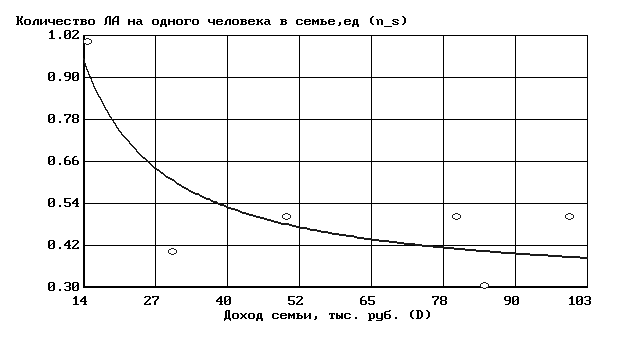 Количество ЛА на одного человека в семье,ед (n_s)
1.02
0.90
0.78
0.66
0.54
0.42
0.30
14 27 40 52 65 78 90 103
Доход семьи, тыс. руб. (D)